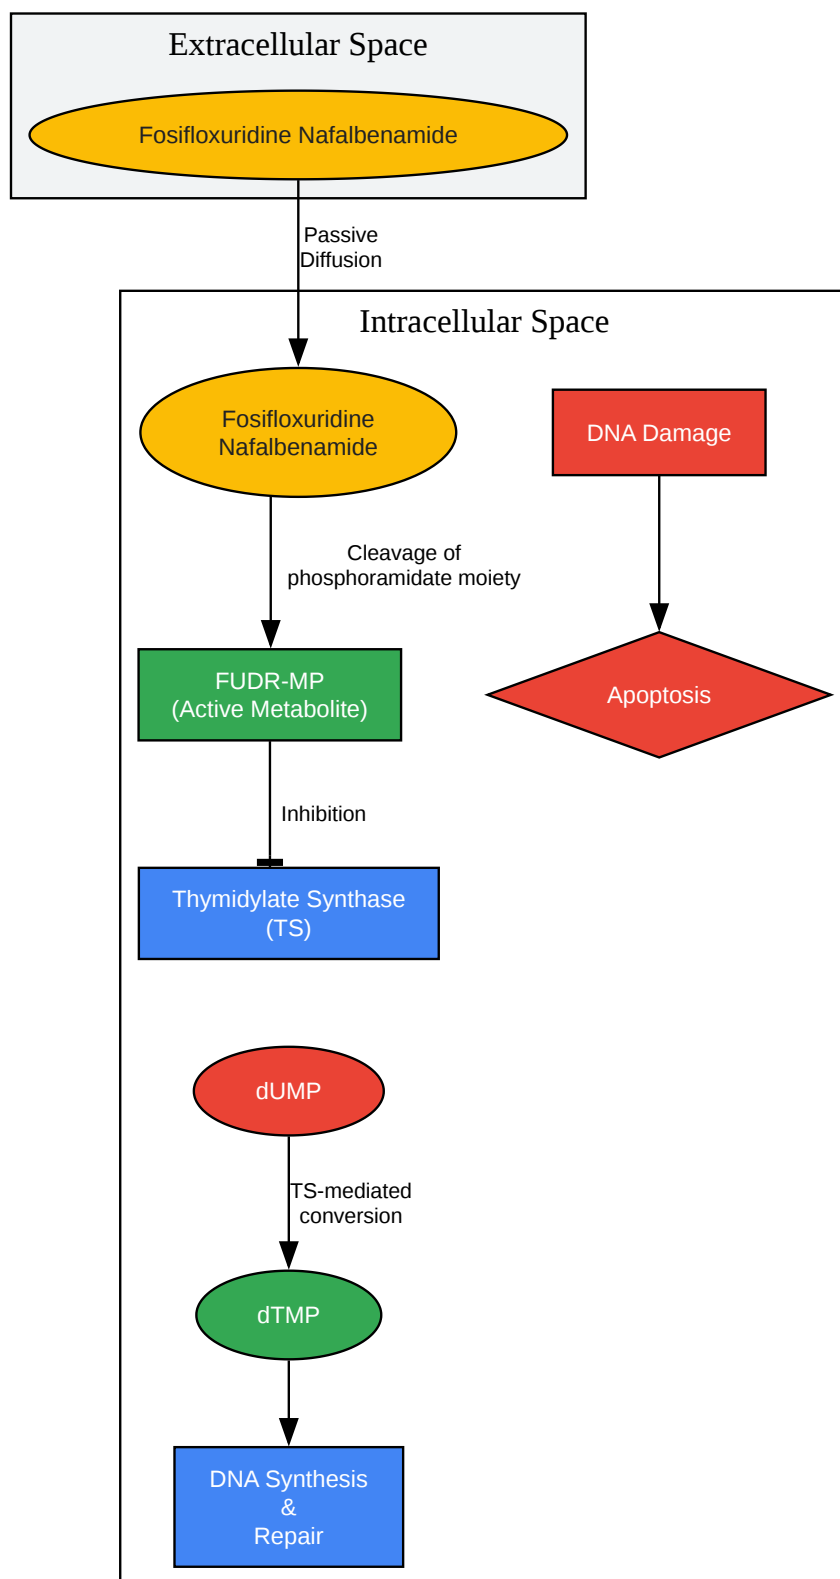 Extracellular Space
Fosifloxuridine Nafalbenamide
Passive
Diffusion
Intracellular Space
Fosifloxuridine
Nafalbenamide
DNA Damage
Cleavage of
phosphoramidate moiety
FUDR-MP
(Active Metabolite)
Apoptosis
Inhibition
Thymidylate Synthase
(TS)
dUMP
TS-mediated
conversion
dTMP
DNA Synthesis
&
Repair